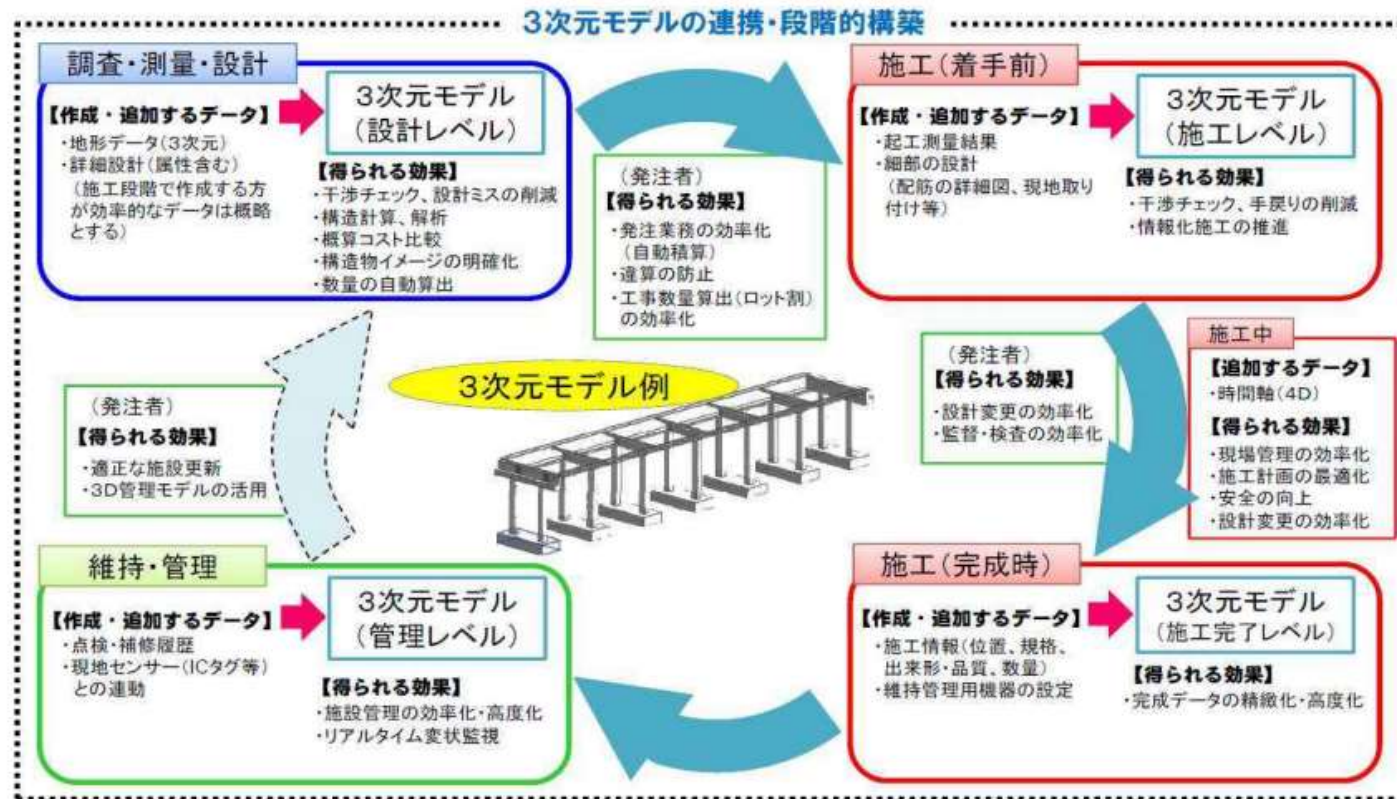 3次元モデルの連携・段階的構築
調査・測量・設計
【作成・追加するデータ】
・地形データ(3次元)
・詳細設計(属性含む)
(施工段階で作成する方
が効率的なデータは概略
とする)
3次元モデル
(設計レベル)
【得られる効果】
・干渉チェック、設計ミスの削減
・構造計算、解析
・概算コスト比較
・構造物イメージの明確化
・数量の自動算出
(発注者)
【得られる効果】
・発注業務の効率化
(自動積算)
・違算の防止
・工事数量算出(ロット割)
の効率化
施工(着手前)
【作成・追加するデータ】
・起工測量結果
・細部の設計
(配筋の詳細図、現地取り
付け等)
3次元モデル
(施工レベル)
【得られる効果】
・干渉チェック、手戻りの削減
・情報化施工の推進
(発注者)
【得られる効果】
・設計変更の効率化
・監督・検査の効率化
施工中
【追加するデータ】
・時間軸(4D)
【得られる効果】
・現場管理の効率化
・施工計画の最適化
・安全の向上
・設計変更の効率化
3次元モデル例
(発注者)
【得られる効果】
・適正な施設更新
・3D管理モデルの活用
維持・管理
【作成・追加するデータ】
・点検・補修履歴
・現地センサー(ICタグ等)
との連動
3次元モデル
(管理レベル)
【得られる効果】
・施設管理の効率化・高度化
・リアルタイム変状監視
施工(完成時)
【作成・追加するデータ】
・施工情報(位置、規格、
出来形・品質、数量)
・維持管理用機器の設定
3次元モデル
(施工完了レベル)
【得られる効果】
・完成データの精緻化・高度化